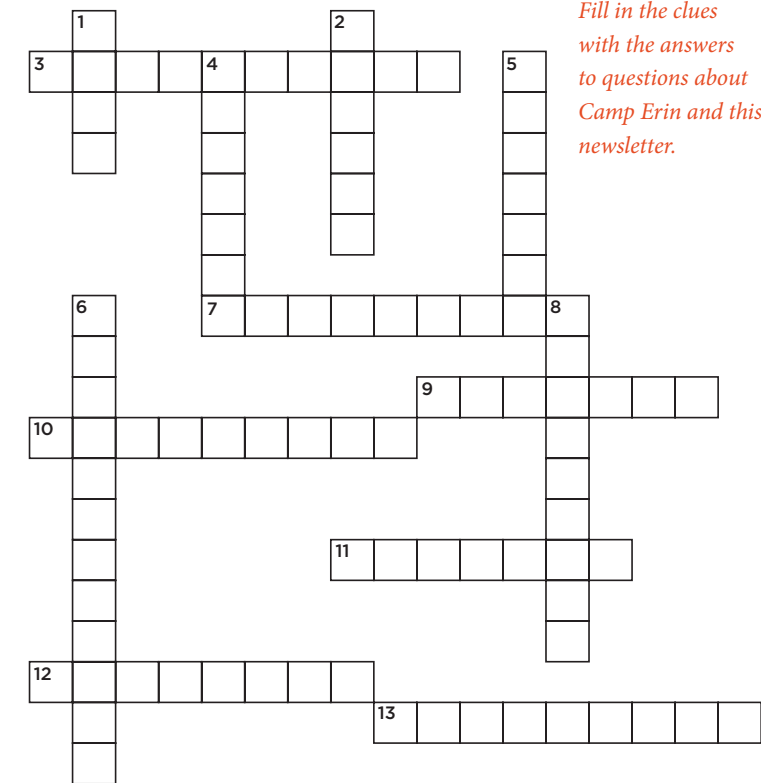 Fill in the clues
with the answers
to questions about
Camp Erin and this
newsletter.
1
2
3
4
5
6
7
8
9
10
11
12
13